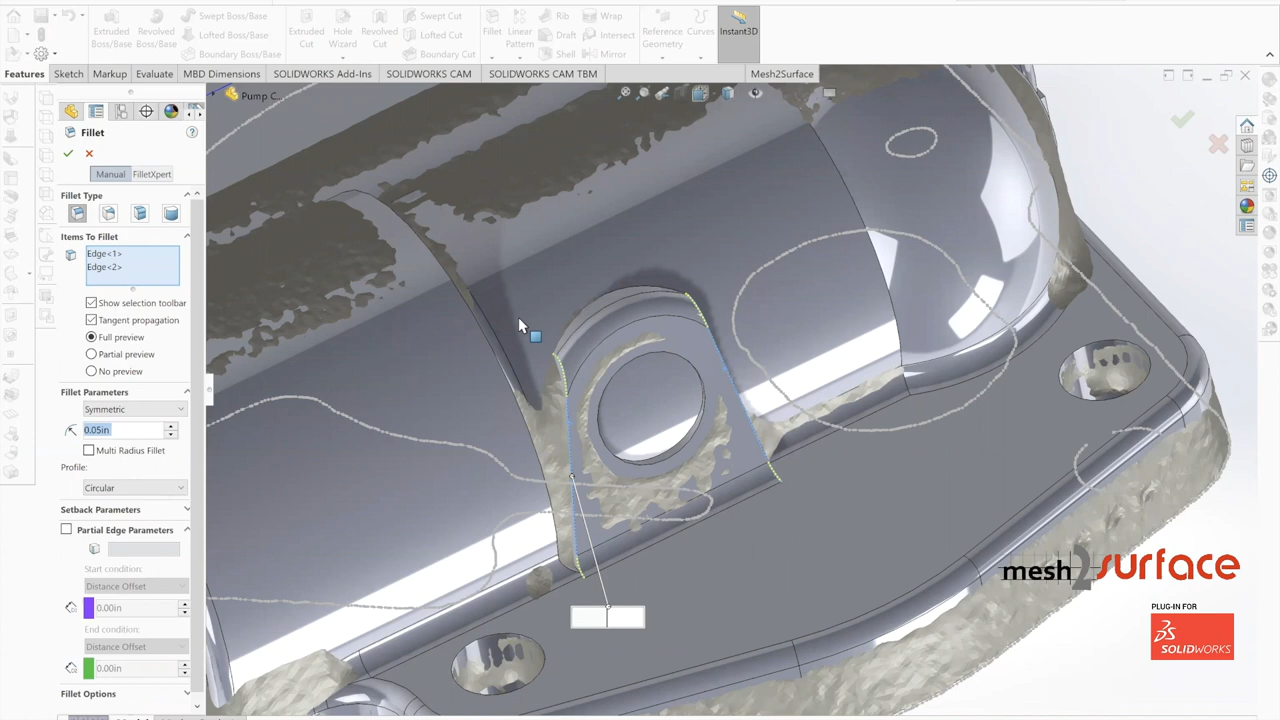 Extruded Boss/Base
Revolved Boss/Base
Swept Boss/Base
Lofted Boss/Base
Boundary Boss/Base
Extruded Cut
Hole Wizard
Revolved Cut
Swept Cut
Lofted Cut
Boundary Cut
Fillet
Linear Pattern
Rib
Draft
Shell
Wrap
Intersect
Mirror
Reference Geometry
Curves
Instant3D
Features
Sketch
Markup
Evaluate
MBD Dimensions
SOLIDWORKS Add-Ins
SOLIDWORKS CAM
SOLIDWORKS CAM TBM
Mesh2Surface
Pump C...
Fillet
Manual
FilletXpert
Fillet Type
Items To Fillet
Edge<1>
Edge<2>
Show selection toolbar
Tangent propagation
Full preview
Partial preview
No preview
Fillet Parameters
Symmetric
0.05in
Multi Radius Fillet
Profile:
Circular
Setback Parameters
Partial Edge Parameters
Start condition:
Distance Offset
0.00in
End condition:
Distance Offset
0.00in
Fillet Options
mesh2surface
PLUG-IN FOR
SOLIDWORKS